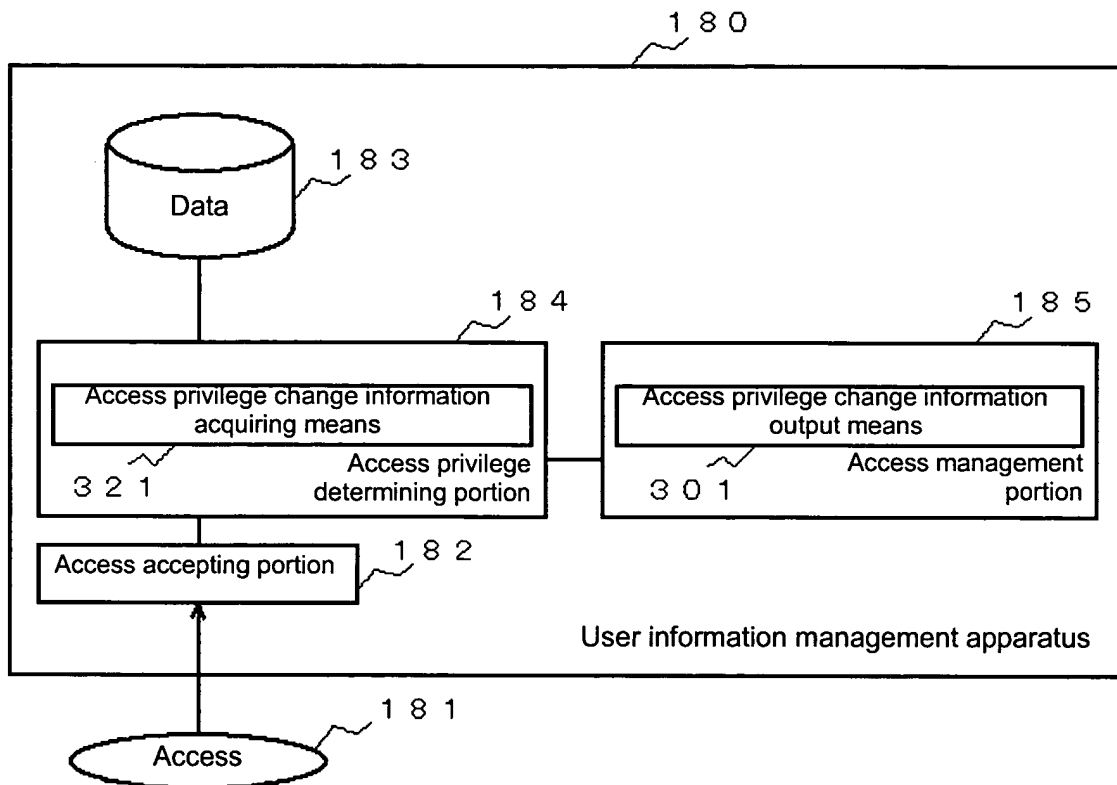 180
Data
183
184
185
Access privilege change information
acquiring means
321
Access privilege
determining portion
Access privilege change information
output means
301
Access management
portion
Access accepting portion
182
User information management apparatus
181
Access